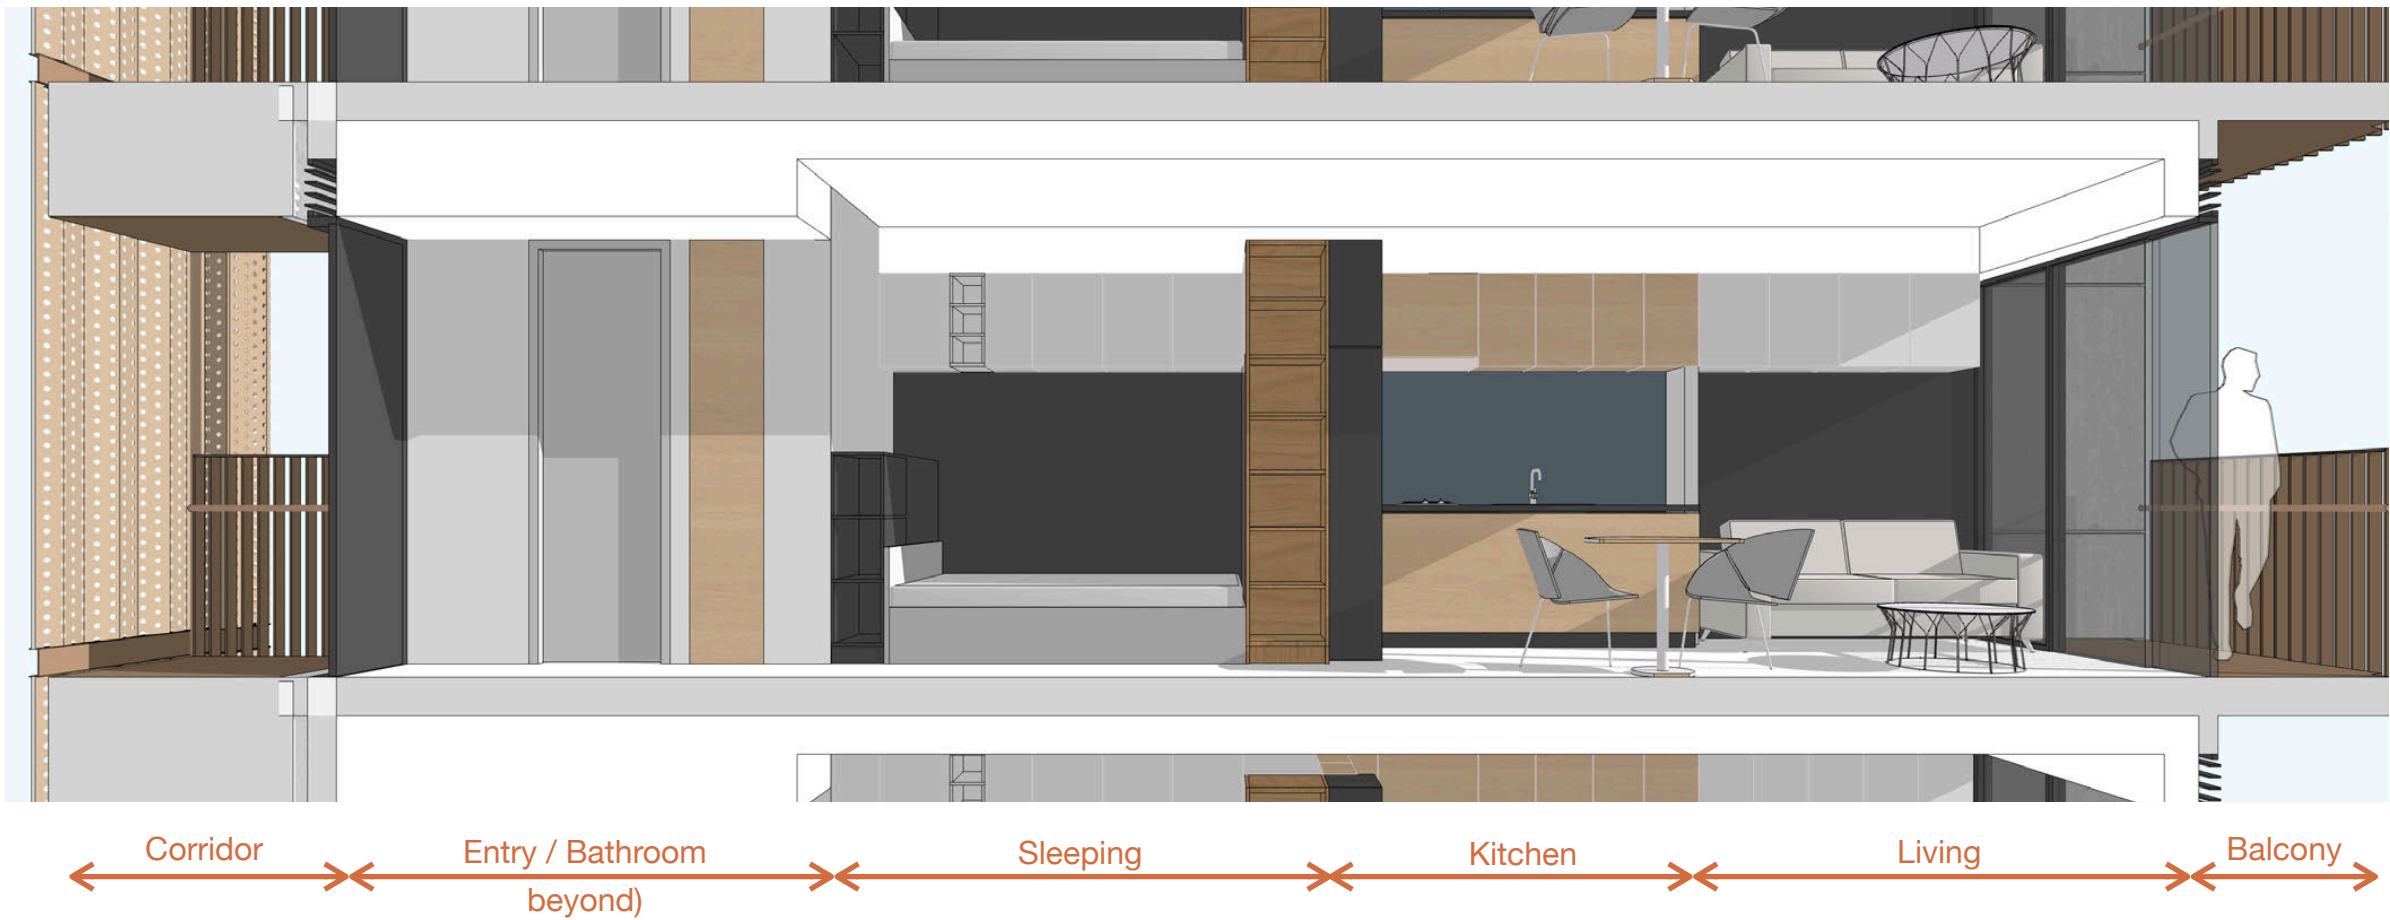 Corridor
Entry / Bathroom
beyond)
Sleeping
Kitchen
Living
Balcony